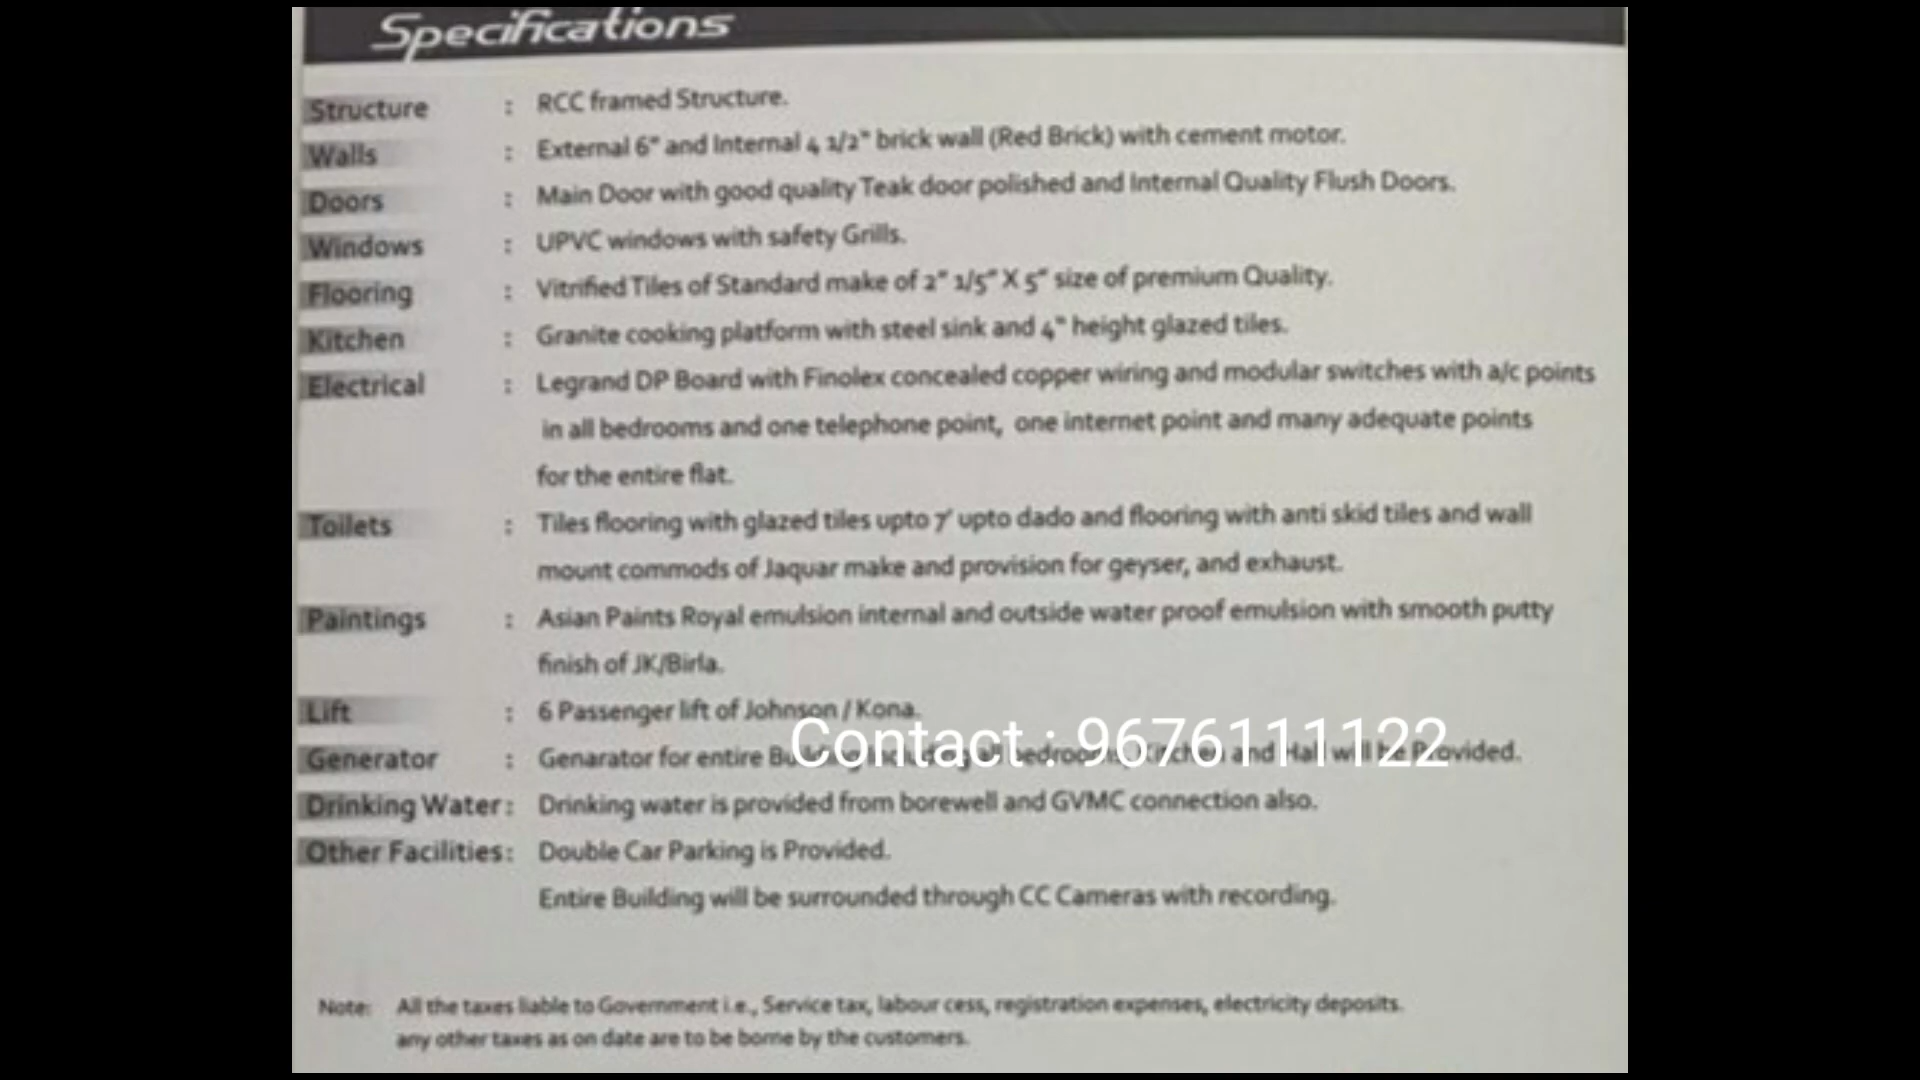 Specifications
Structure : RCC framed Structure.
Walls : External 6" and Internal 4 1/2" brick wall (Red Brick) with cement motor.
Doors : Main Door with good quality Teak door polished and Internal Quality Flush Doors.
Windows : UPVC windows with safety Grills.
Flooring : Vitrified Tiles of Standard make of 2" 1/5" X 5" size of premium Quality.
Kitchen : Granite cooking platform with steel sink and 4" height glazed tiles.
Electrical : Legrand DP Board with Finolex concealed copper wiring and modular switches with a/c points
in all bedrooms and one telephone point, one internet point and many adequate points
for the entire flat.
Toilets : Tiles flooring with glazed tiles upto 7' upto dado and flooring with anti skid tiles and wall
mount commods of Jaquar make and provision for geyser, and exhaust.
Paintings : Asian Paints Royal emulsion internal and outside water proof emulsion with smooth putty
finish of JK/Birla.
Lift : 6 Passenger lift of Johnson / Kona.
Contact : 9676111122
Generator : Genarator for entire Building including all bedrooms, Kitchen and Hall will be Provided.
Drinking Water : Drinking water is provided from borewell and GVMC connection also.
Other Facilities : Double Car Parking is Provided.
Entire Building will be surrounded through CC Cameras with recording.
Note: All the taxes liable to Government i.e., Service tax, labour cess, registration expenses, electricity deposits.
any other taxes as on date are to be borne by the customers.